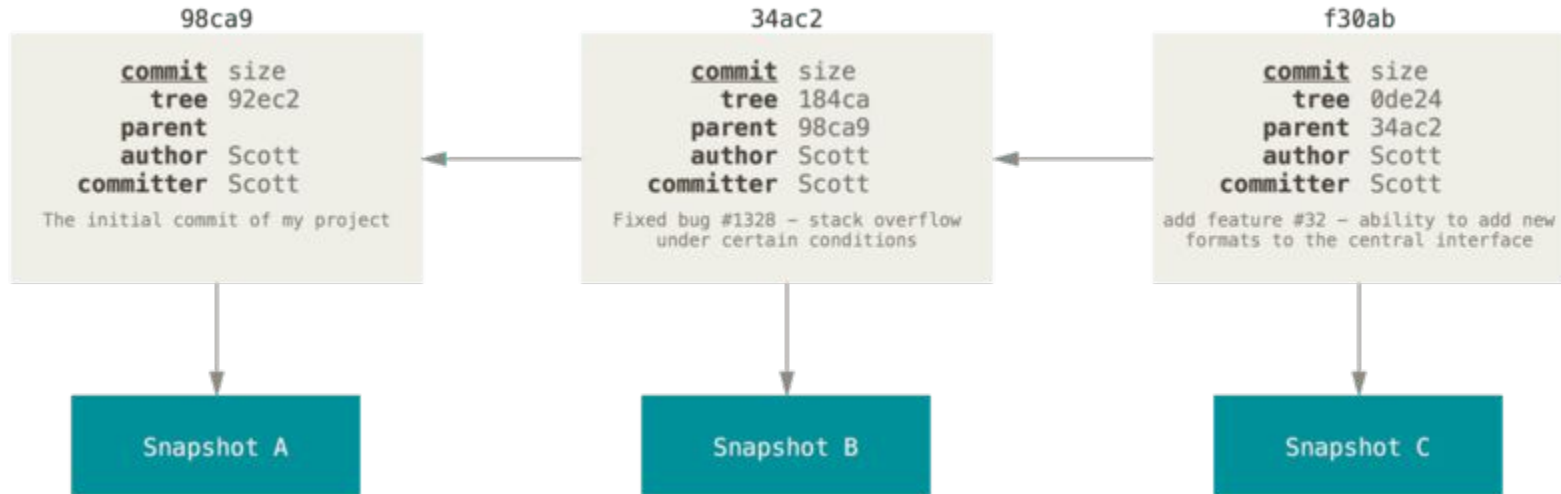 98ca9
commit size
tree 92ec2
parent
author Scott
committer Scott
The initial commit of my project
Snapshot A
34ac2
commit size
tree 184ca
parent 98ca9
author Scott
committer Scott
Fixed bug #1328 – stack overflow
under certain conditions
Snapshot B
f30ab
commit size
tree 0de24
parent 34ac2
author Scott
committer Scott
add feature #32 – ability to add new
formats to the central interface
Snapshot C